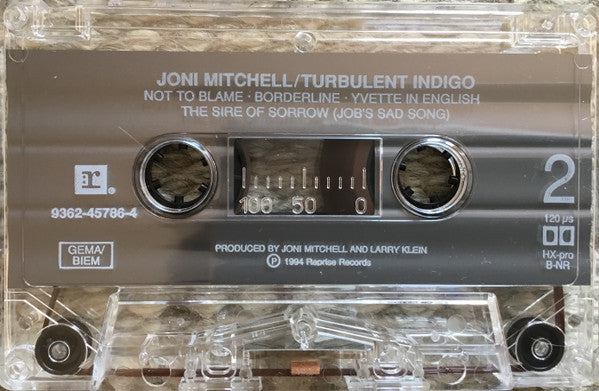 JONI MITCHELL/TURBULENT INDIGO
NOT TO BLAME · BORDERLINE · YVETTE IN ENGLISH
THE SIRE OF SORROW (JOB'S SAD SONG)
r
9362-45786-4
100 50 0
2
GEMA/
BIEM
120 µs
HX-pro
B-NR
PRODUCED BY JONI MITCHELL AND LARRY KLEIN
℗ 1994 Reprise Records